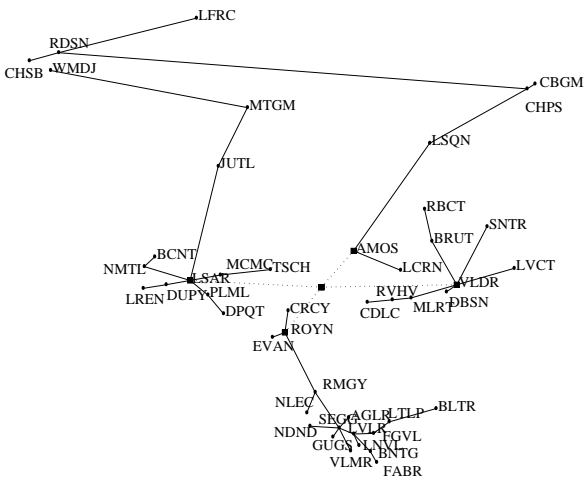 LFRC
RDSN
CHSB
WMDJ
CBGM
CHPS
MTGM
LSQN
JUTL
RBCT
SNTR
BRUT
AMOS
BCNT
NMTL
MCMC
TSCH
LCRN
LVCT
LSAR
VLDR
LREN
DUPY
PLML
RVHV
DBSN
CDLC
MLRT
DPQT
CRCY
ROYN
EVAN
RMGY
NLEC
BLTR
AGLR
LTLP
SEGG
LVLR
NDND
FGVL
GUGS
LNVL
BNTG
VLMR
FABR